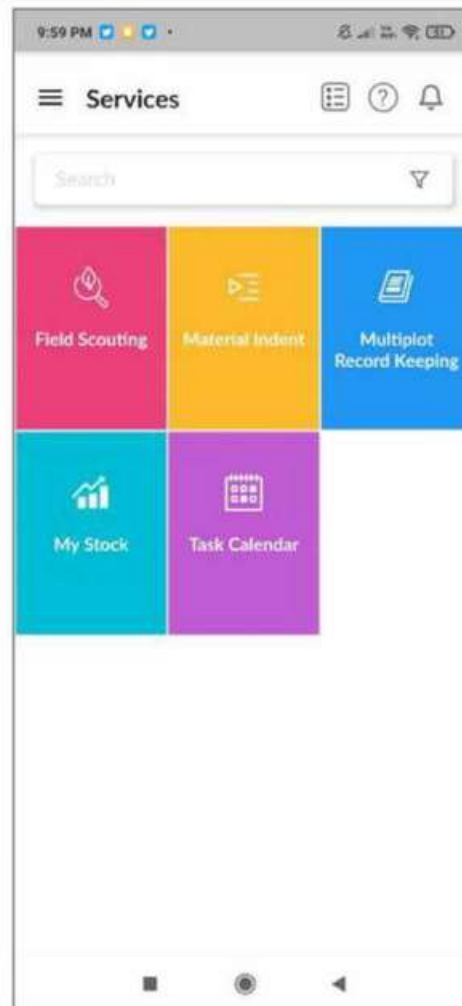 9:59 PM
Services
?
Search
Field Scouting
Material Indent
Multiplot
Record Keeping
My Stock
Task Calendar